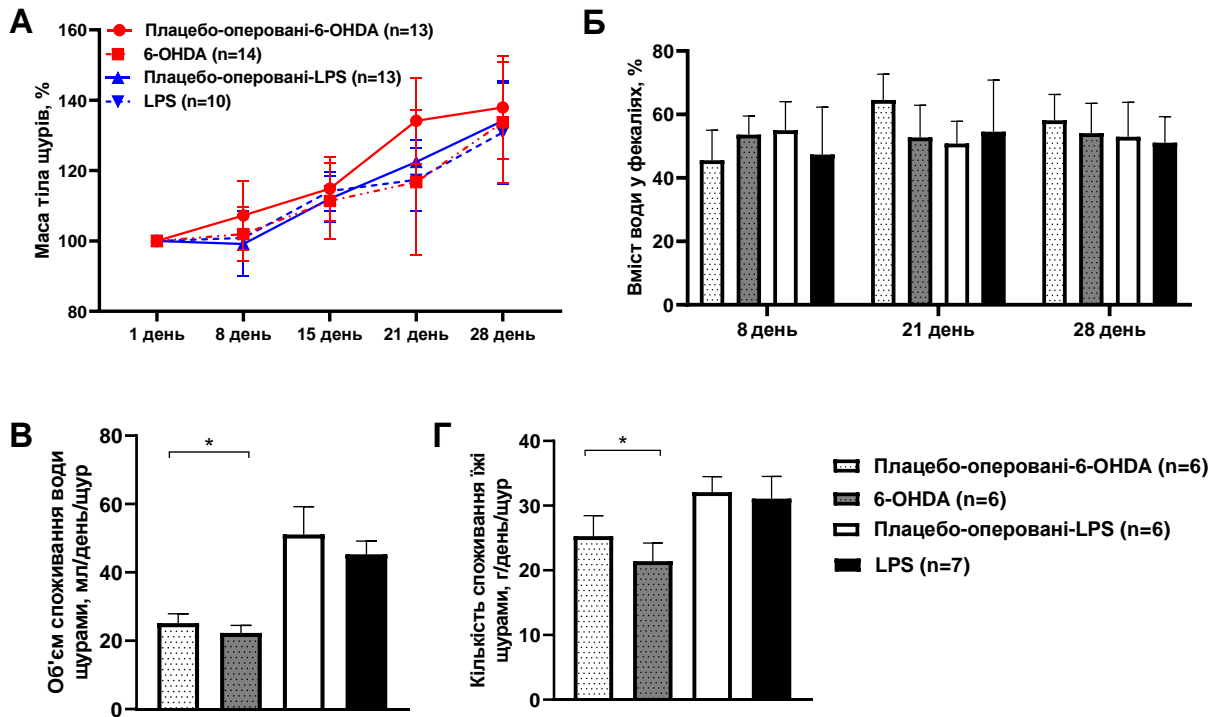 А
Маса тіла щурів, %
160
140
120
100
80
Плацебо-оперовані-6-OHDA (n=13)
6-OHDA (n=14)
Плацебо-оперовані-LPS (n=13)
LPS (n=10)
1 день
8 день
15 день
21 день
28 день
Б
Вміст води у фекаліях, %
80
60
40
20
0
8 день
21 день
28 день
В
Об'єм споживання води
щурами, мл/день/щур
80
60
40
20
0
*
Г
Кількість споживання їжі
щурами, г/день/щур
40
30
20
10
0
*
Плацебо-оперовані-6-OHDA (n=6)
6-OHDA (n=6)
Плацебо-оперовані-LPS (n=6)
LPS (n=7)